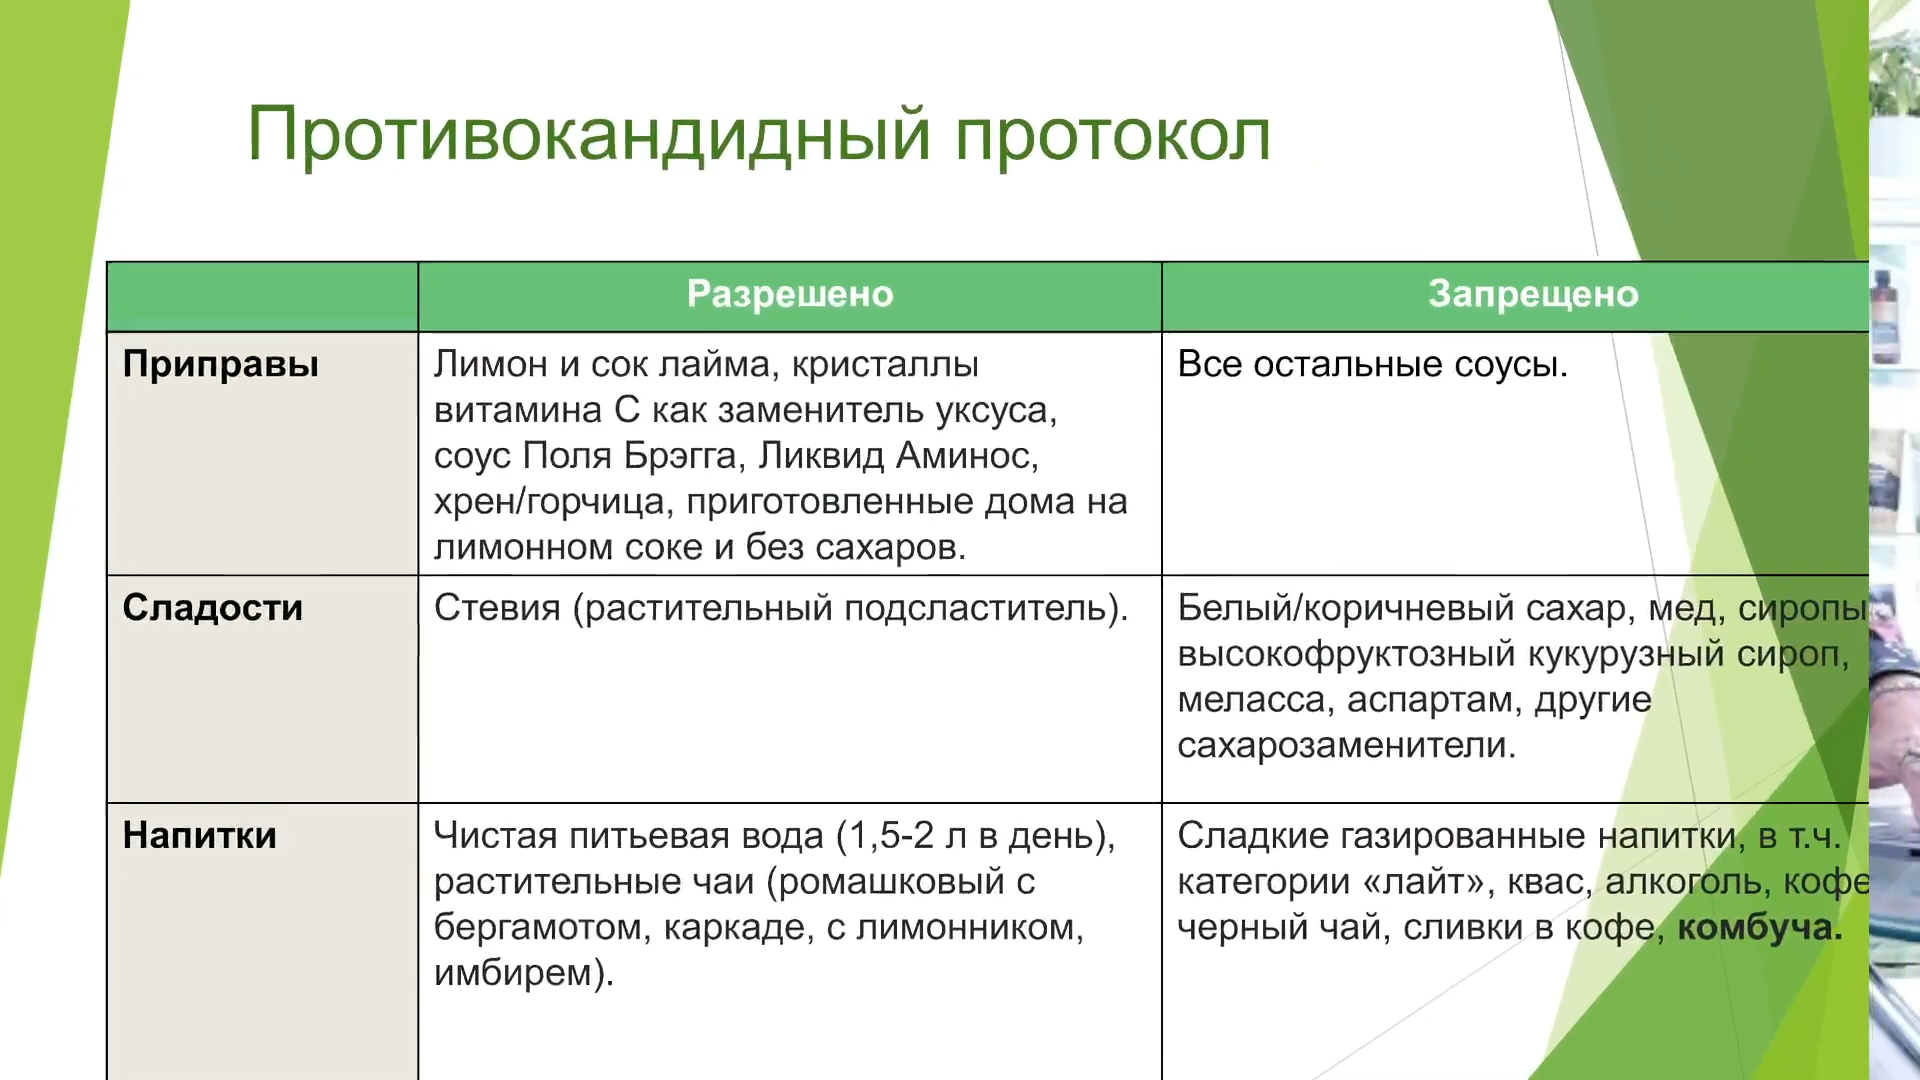 Противокандидный протокол
Разрешено
Запрещено
Приправы
Лимон и сок лайма, кристаллы
витамина С как заменитель уксуса,
соус Поля Брэгга, Ликвид Аминос,
хрен/горчица, приготовленные дома на
лимонном соке и без сахаров.
Все остальные соусы.
Сладости
Стевия (растительный подсластитель).
Белый/коричневый сахар, мед, сиропы
высокофруктозный кукурузный сироп,
меласса, аспартам, другие
сахарозаменители.
Напитки
Чистая питьевая вода (1,5-2 л в день),
растительные чаи (ромашковый с
бергамотом, каркаде, с лимонником,
имбирем).
Сладкие газированные напитки, в т.ч.
категории «лайт», квас, алкоголь, кофе
черный чай, сливки в кофе, комбуча.